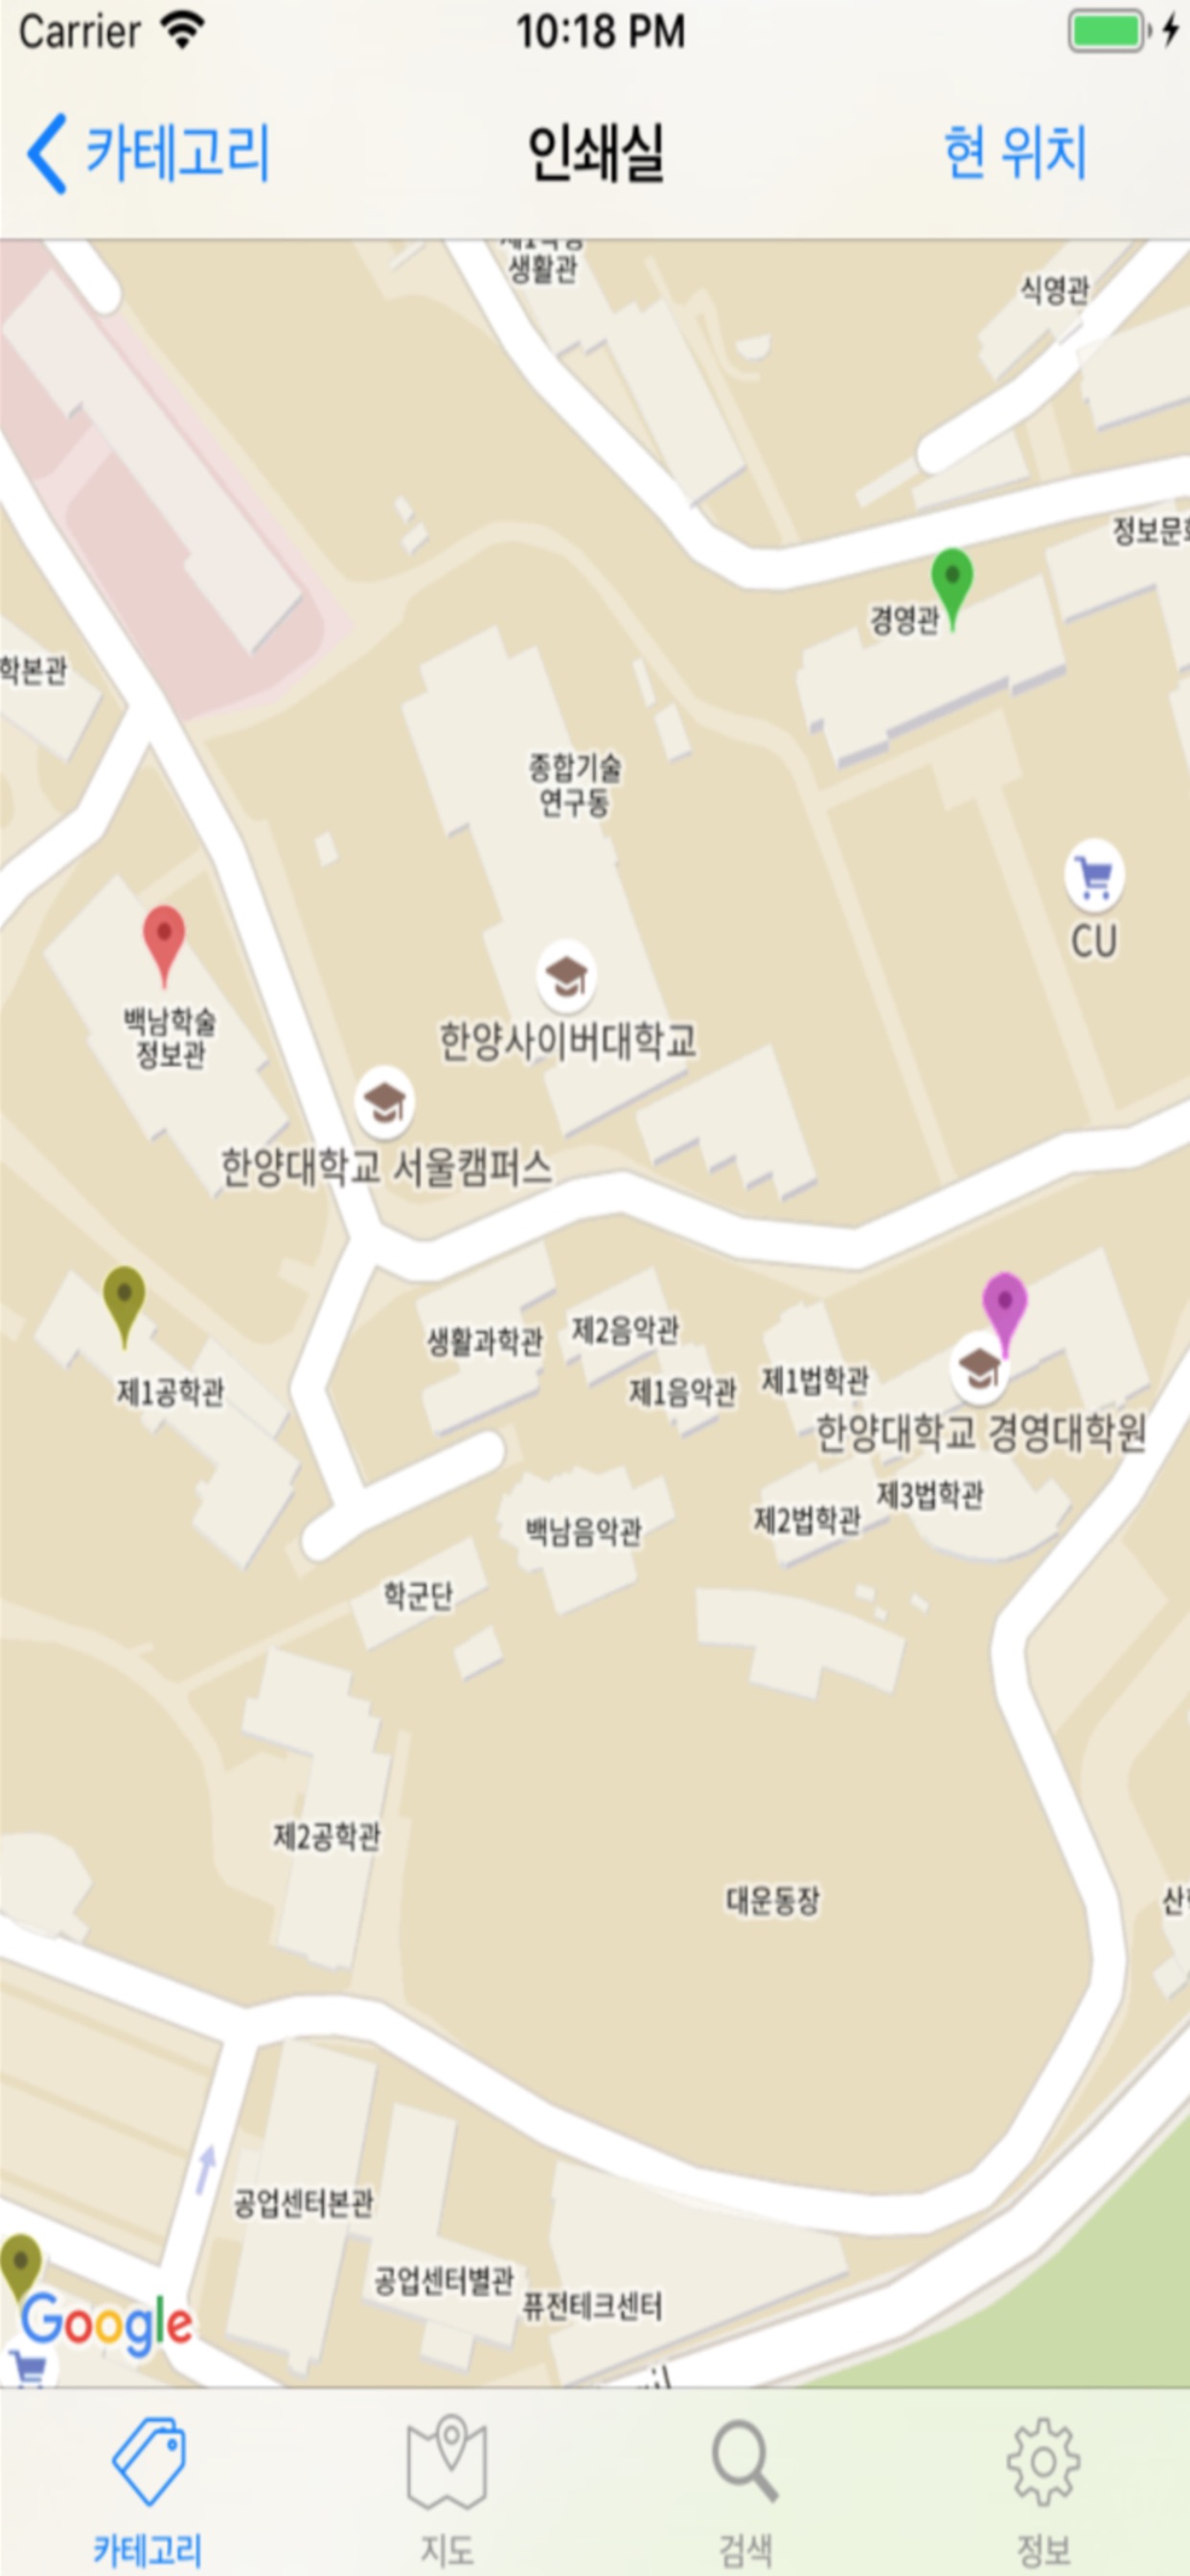 Carrier 10:18 PM
카테고리 인쇄실 현 위치
생활관
식영관
경영관
학본관
종합기술
연구동
CU
백남학술
정보관
한양사이버대학교
한양대학교 서울캠퍼스
생활과학관
제2음악관
제1공학관
제1음악관
제1법학관
한양대학교 경영대학원
제3법학관
제2법학관
백남음악관
학군단
제2공학관
대운동장
공업센터본관
공업센터별관
퓨전테크센터
Google
카테고리 지도 검색 정보